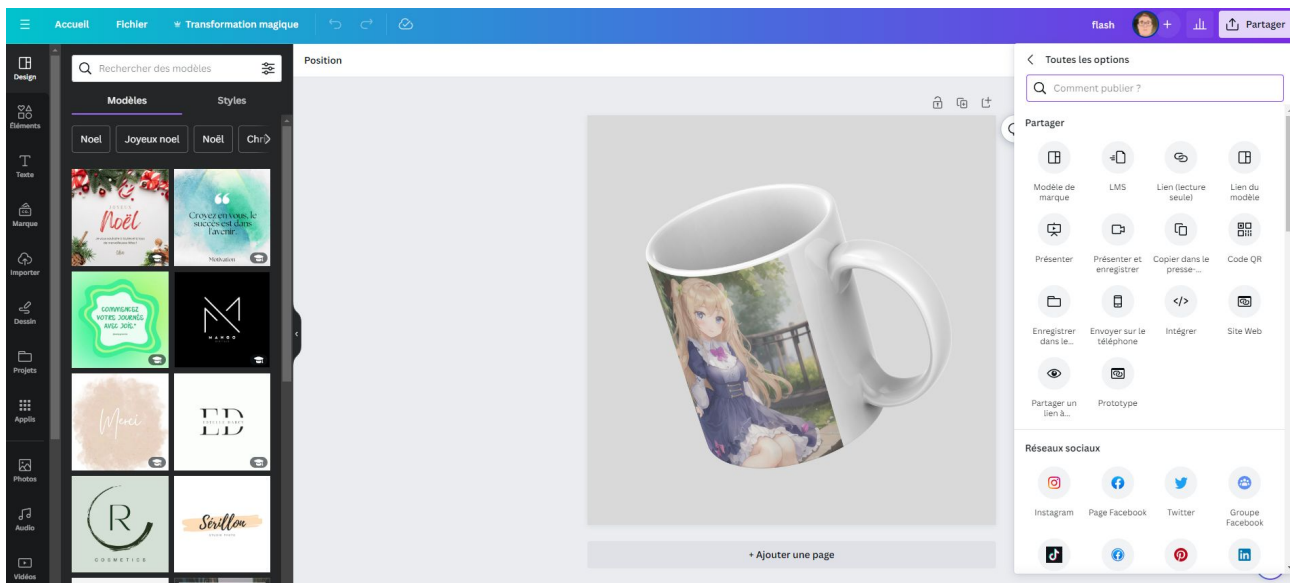 Accueil
Fichier
Transformation magique
flash
Partager
Design
Éléments
Texte
Marque
Importer
Dessin
Projets
Applis
Photos
Audio
Vidéos
Rechercher des modèles
Modèles
Styles
Noel
Joyeux noel
Noël
Chri
JOYEUX
Noël
Croyez en vous, le
succès est dans
l'avenir.
Motivation
COMMENCEZ
VOTRE JOURNÉE
AVEC JOIE.
MANGO
Merci
ED
R
COSMETICS
Sérillon
Position
+ Ajouter une page
Toutes les options
Comment publier ?
Partager
Modèle de
marque
LMS
Lien (lecture
seule)
Lien du
modèle
Présenter
Présenter et
enregistrer
Copier dans le
presse-...
Code QR
Enregistrer
dans le...
Envoyer sur le
téléphone
Intégrer
Site Web
Partager un
lien à...
Prototype
Réseaux sociaux
Instagram
Page Facebook
Twitter
Groupe
Facebook